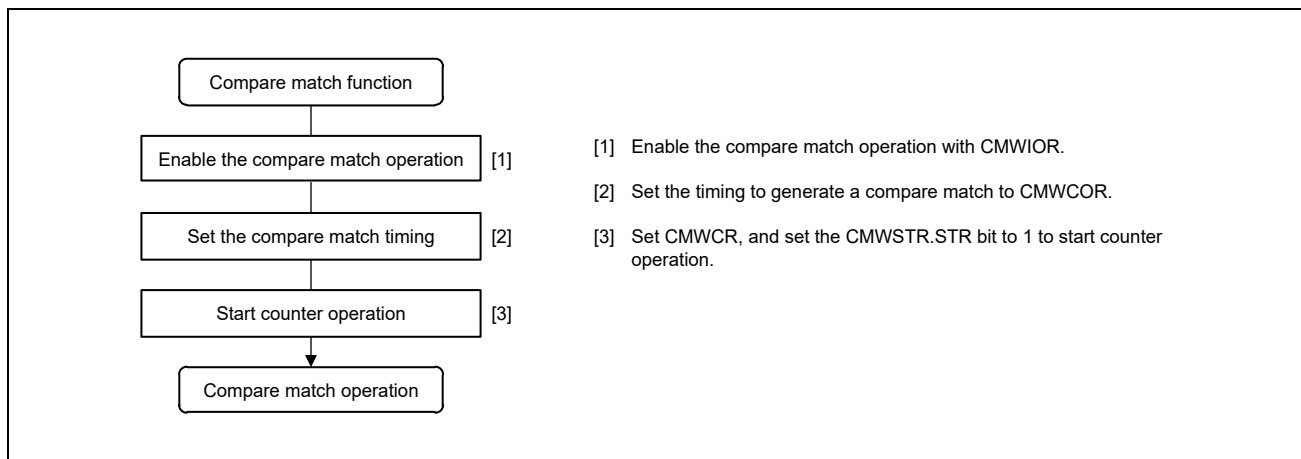 Compare match function
Enable the compare match operation [1]
Set the compare match timing [2]
Start counter operation [3]
Compare match operation
[1] Enable the compare match operation with CMWIOR.
[2] Set the timing to generate a compare match to CMWCOR.
[3] Set CMWCR, and set the CMWSTR.STR bit to 1 to start counter
operation.